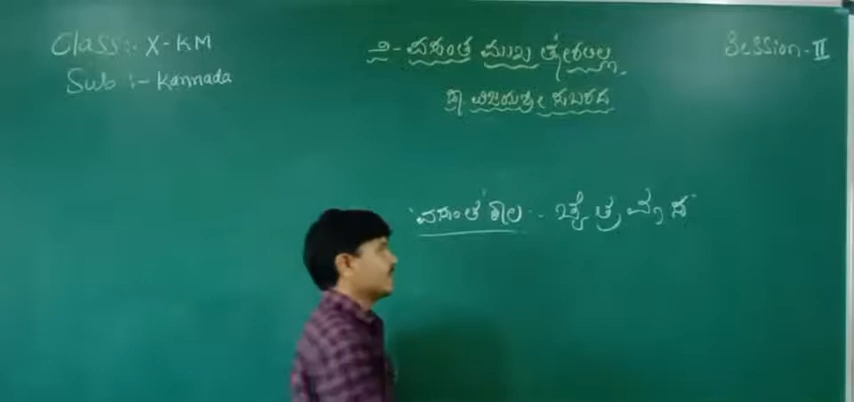 Class:- X-KM
Sub :- Kannada
ವಸಂತ ಮುಖ ತೋರಲಿಲ್ಲ
Session-II
ಡಾ. ವಿಜಯಶ್ರೀ ಸಬರದ
'ವಸಂತ' ಕಾಲ -- ಚೈತ್ರ